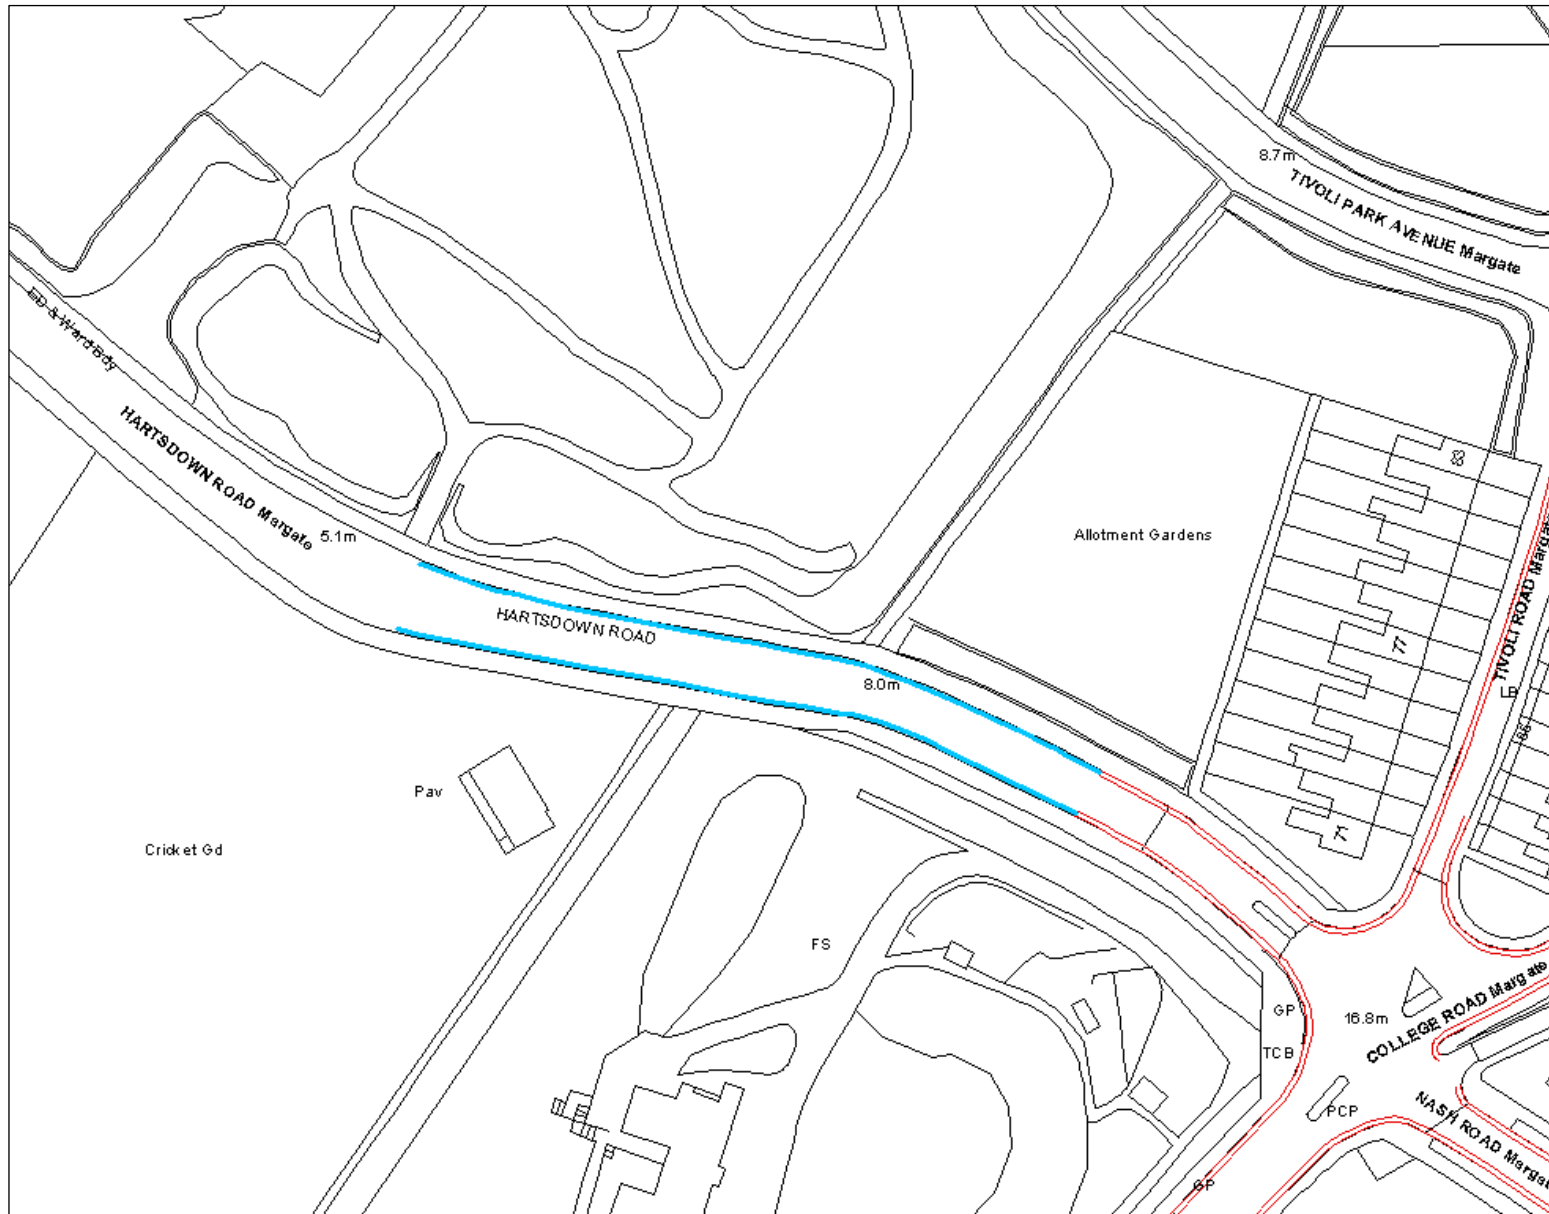 8.7m
TIVOLI PARK AVENUE Margate
ED & Ward Bdy
HARTSDOWN ROAD Margate
5.1m
Allotment Gardens
83
HARTSDOWN ROAD
77
TIVOLI ROAD Margate
8.0m
LB
86
Pav
71
Cricket Gd
FS
GP
16.8m
COLLEGE ROAD Margate
TCB
PCP
NASH ROAD Margate
GP